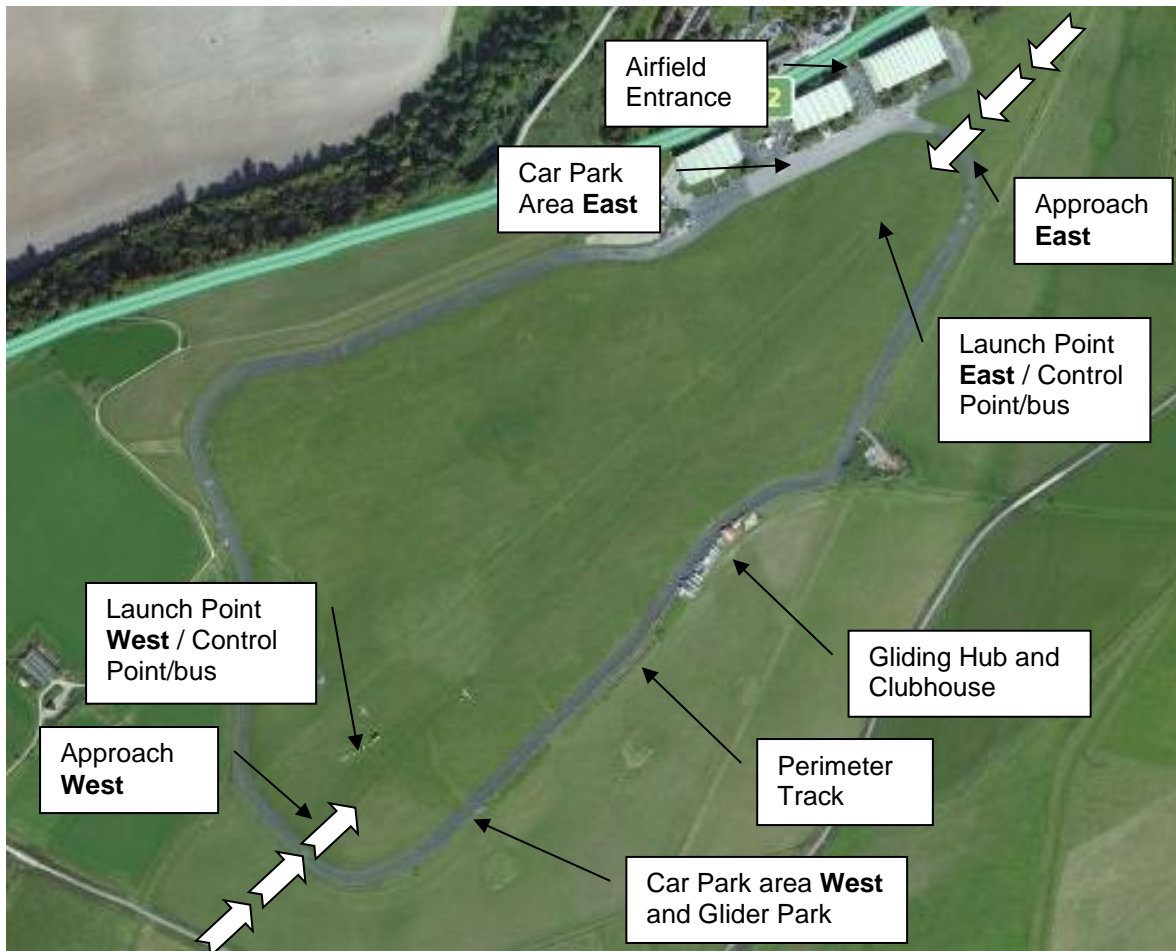 Airfield
Entrance
2
Car Park
Area East
Approach
East
Launch Point
East / Control
Point/bus
Launch Point
West / Control
Point/bus
Gliding Hub and
Clubhouse
Approach
West
Perimeter
Track
Car Park area West
and Glider Park